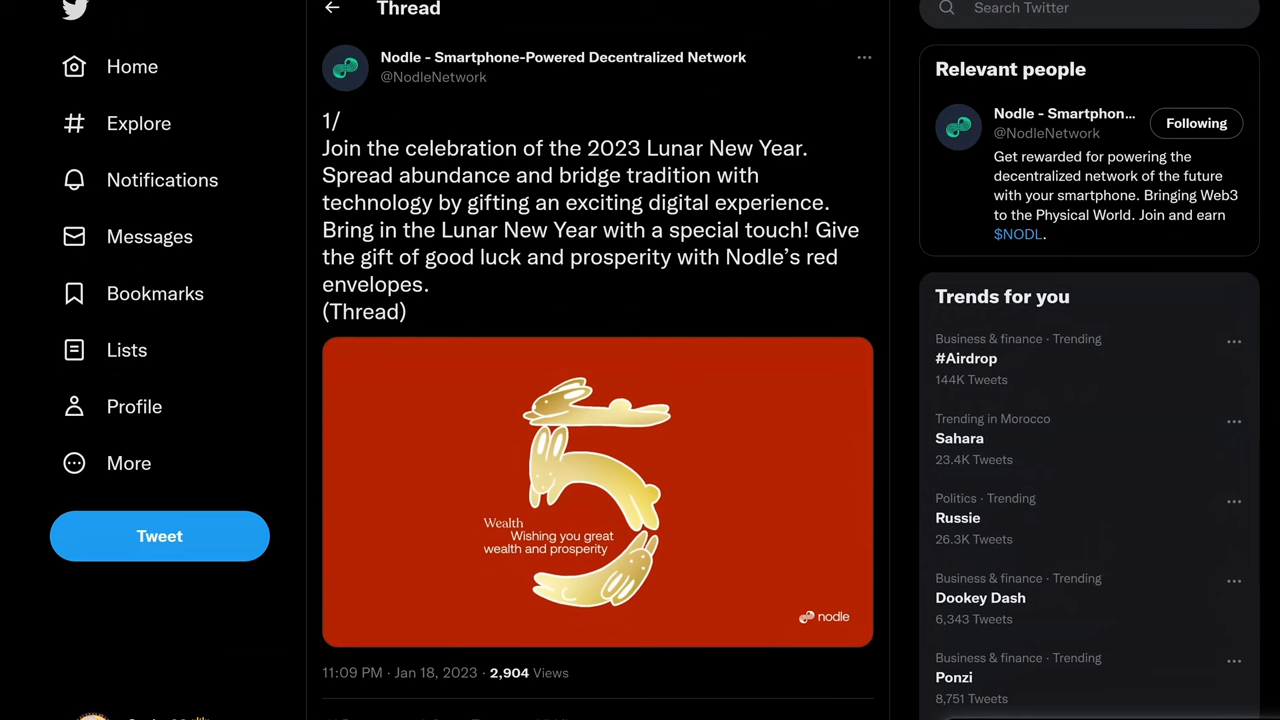 Home
Explore
Notifications
Messages
Bookmarks
Lists
Profile
More
Tweet
Thread
Nodle - Smartphone-Powered Decentralized Network
@NodleNetwork
1/
Join the celebration of the 2023 Lunar New Year.
Spread abundance and bridge tradition with
technology by gifting an exciting digital experience.
Bring in the Lunar New Year with a special touch! Give
the gift of good luck and prosperity with Nodle’s red
envelopes.
(Thread)
Wealth
Wishing you great
wealth and prosperity
nodle
11:09 PM · Jan 18, 2023 · 2,904 Views
Search Twitter
Relevant people
Nodle - Smartphon...
@NodleNetwork
Following
Get rewarded for powering the
decentralized network of the future
with your smartphone. Bringing Web3
to the Physical World. Join and earn
$NODL.
Trends for you
Business & finance · Trending
#Airdrop
144K Tweets
Trending in Morocco
Sahara
23.4K Tweets
Politics · Trending
Russie
26.3K Tweets
Business & finance · Trending
Dookey Dash
6,343 Tweets
Business & finance · Trending
Ponzi
8,751 Tweets